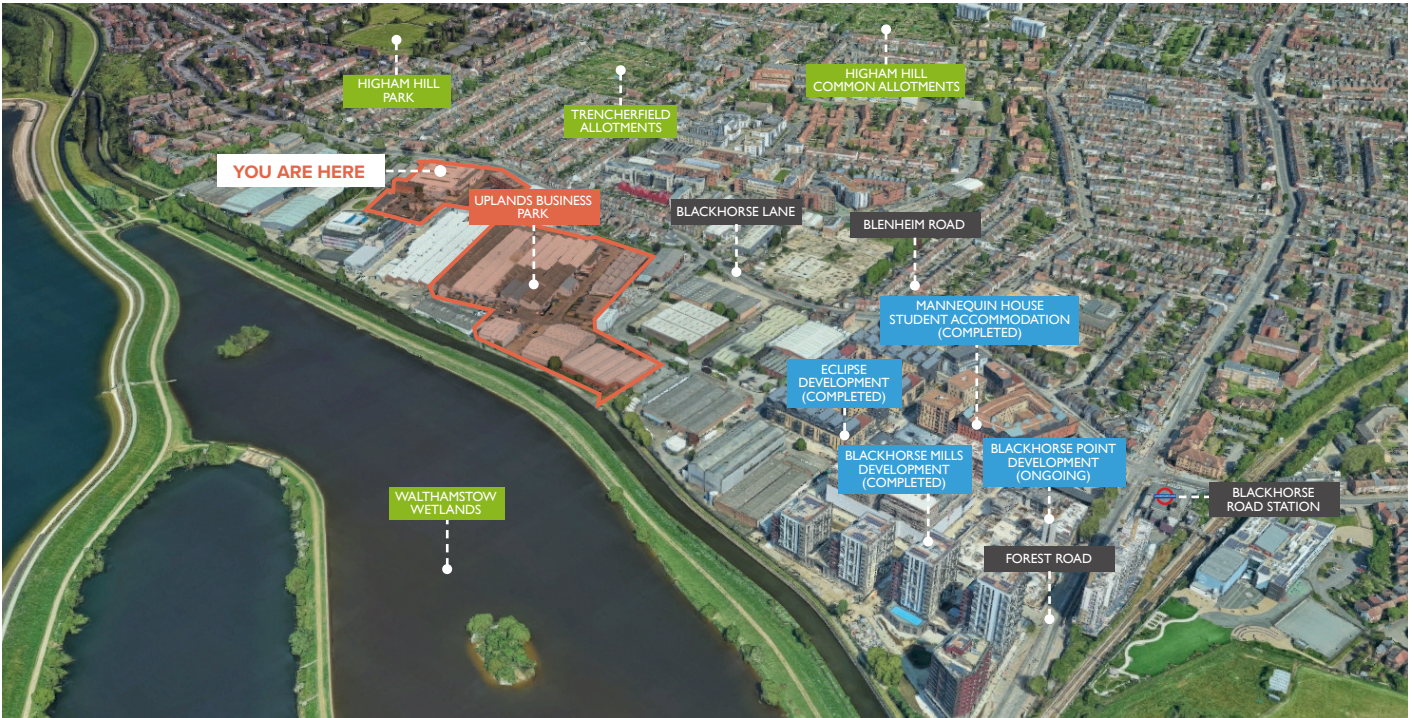 HIGHAM HILL
PARK
TRENCHERFIELD
ALLOTMENTS
HIGHAM HILL
COMMON ALLOTMENTS
YOU ARE HERE
UPLANDS BUSINESS
PARK
BLACKHORSE LANE
BLENHEIM ROAD
MANNEQUIN HOUSE
STUDENT ACCOMMODATION
(COMPLETED)
ECLIPSE
DEVELOPMENT
(COMPLETED)
BLACKHORSE MILLS
DEVELOPMENT
(COMPLETED)
BLACKHORSE POINT
DEVELOPMENT
(ONGOING)
WALTHAMSTOW
WETLANDS
BLACKHORSE
ROAD STATION
FOREST ROAD